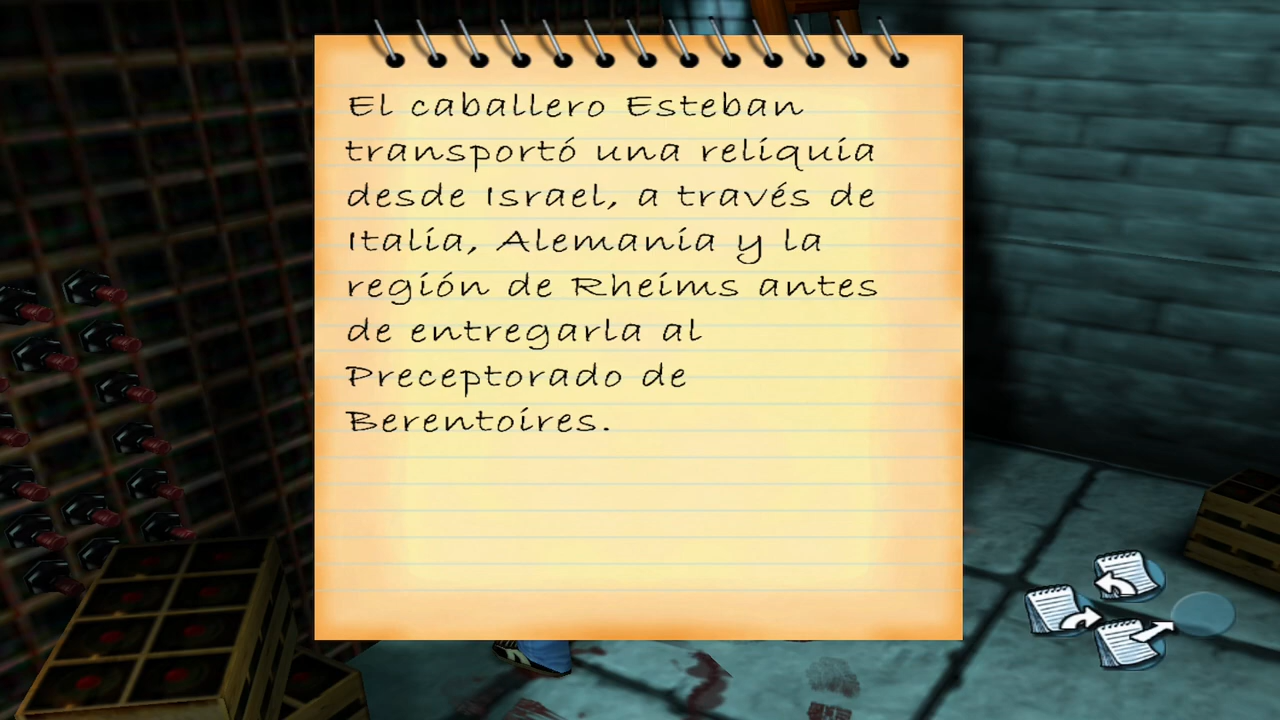 El caballero Esteban
transportó una reliquia
desde Israel, a través de
Italia, Alemania y la
región de Rheims antes
de entregarla al
Preceptorado de
Berentoires.